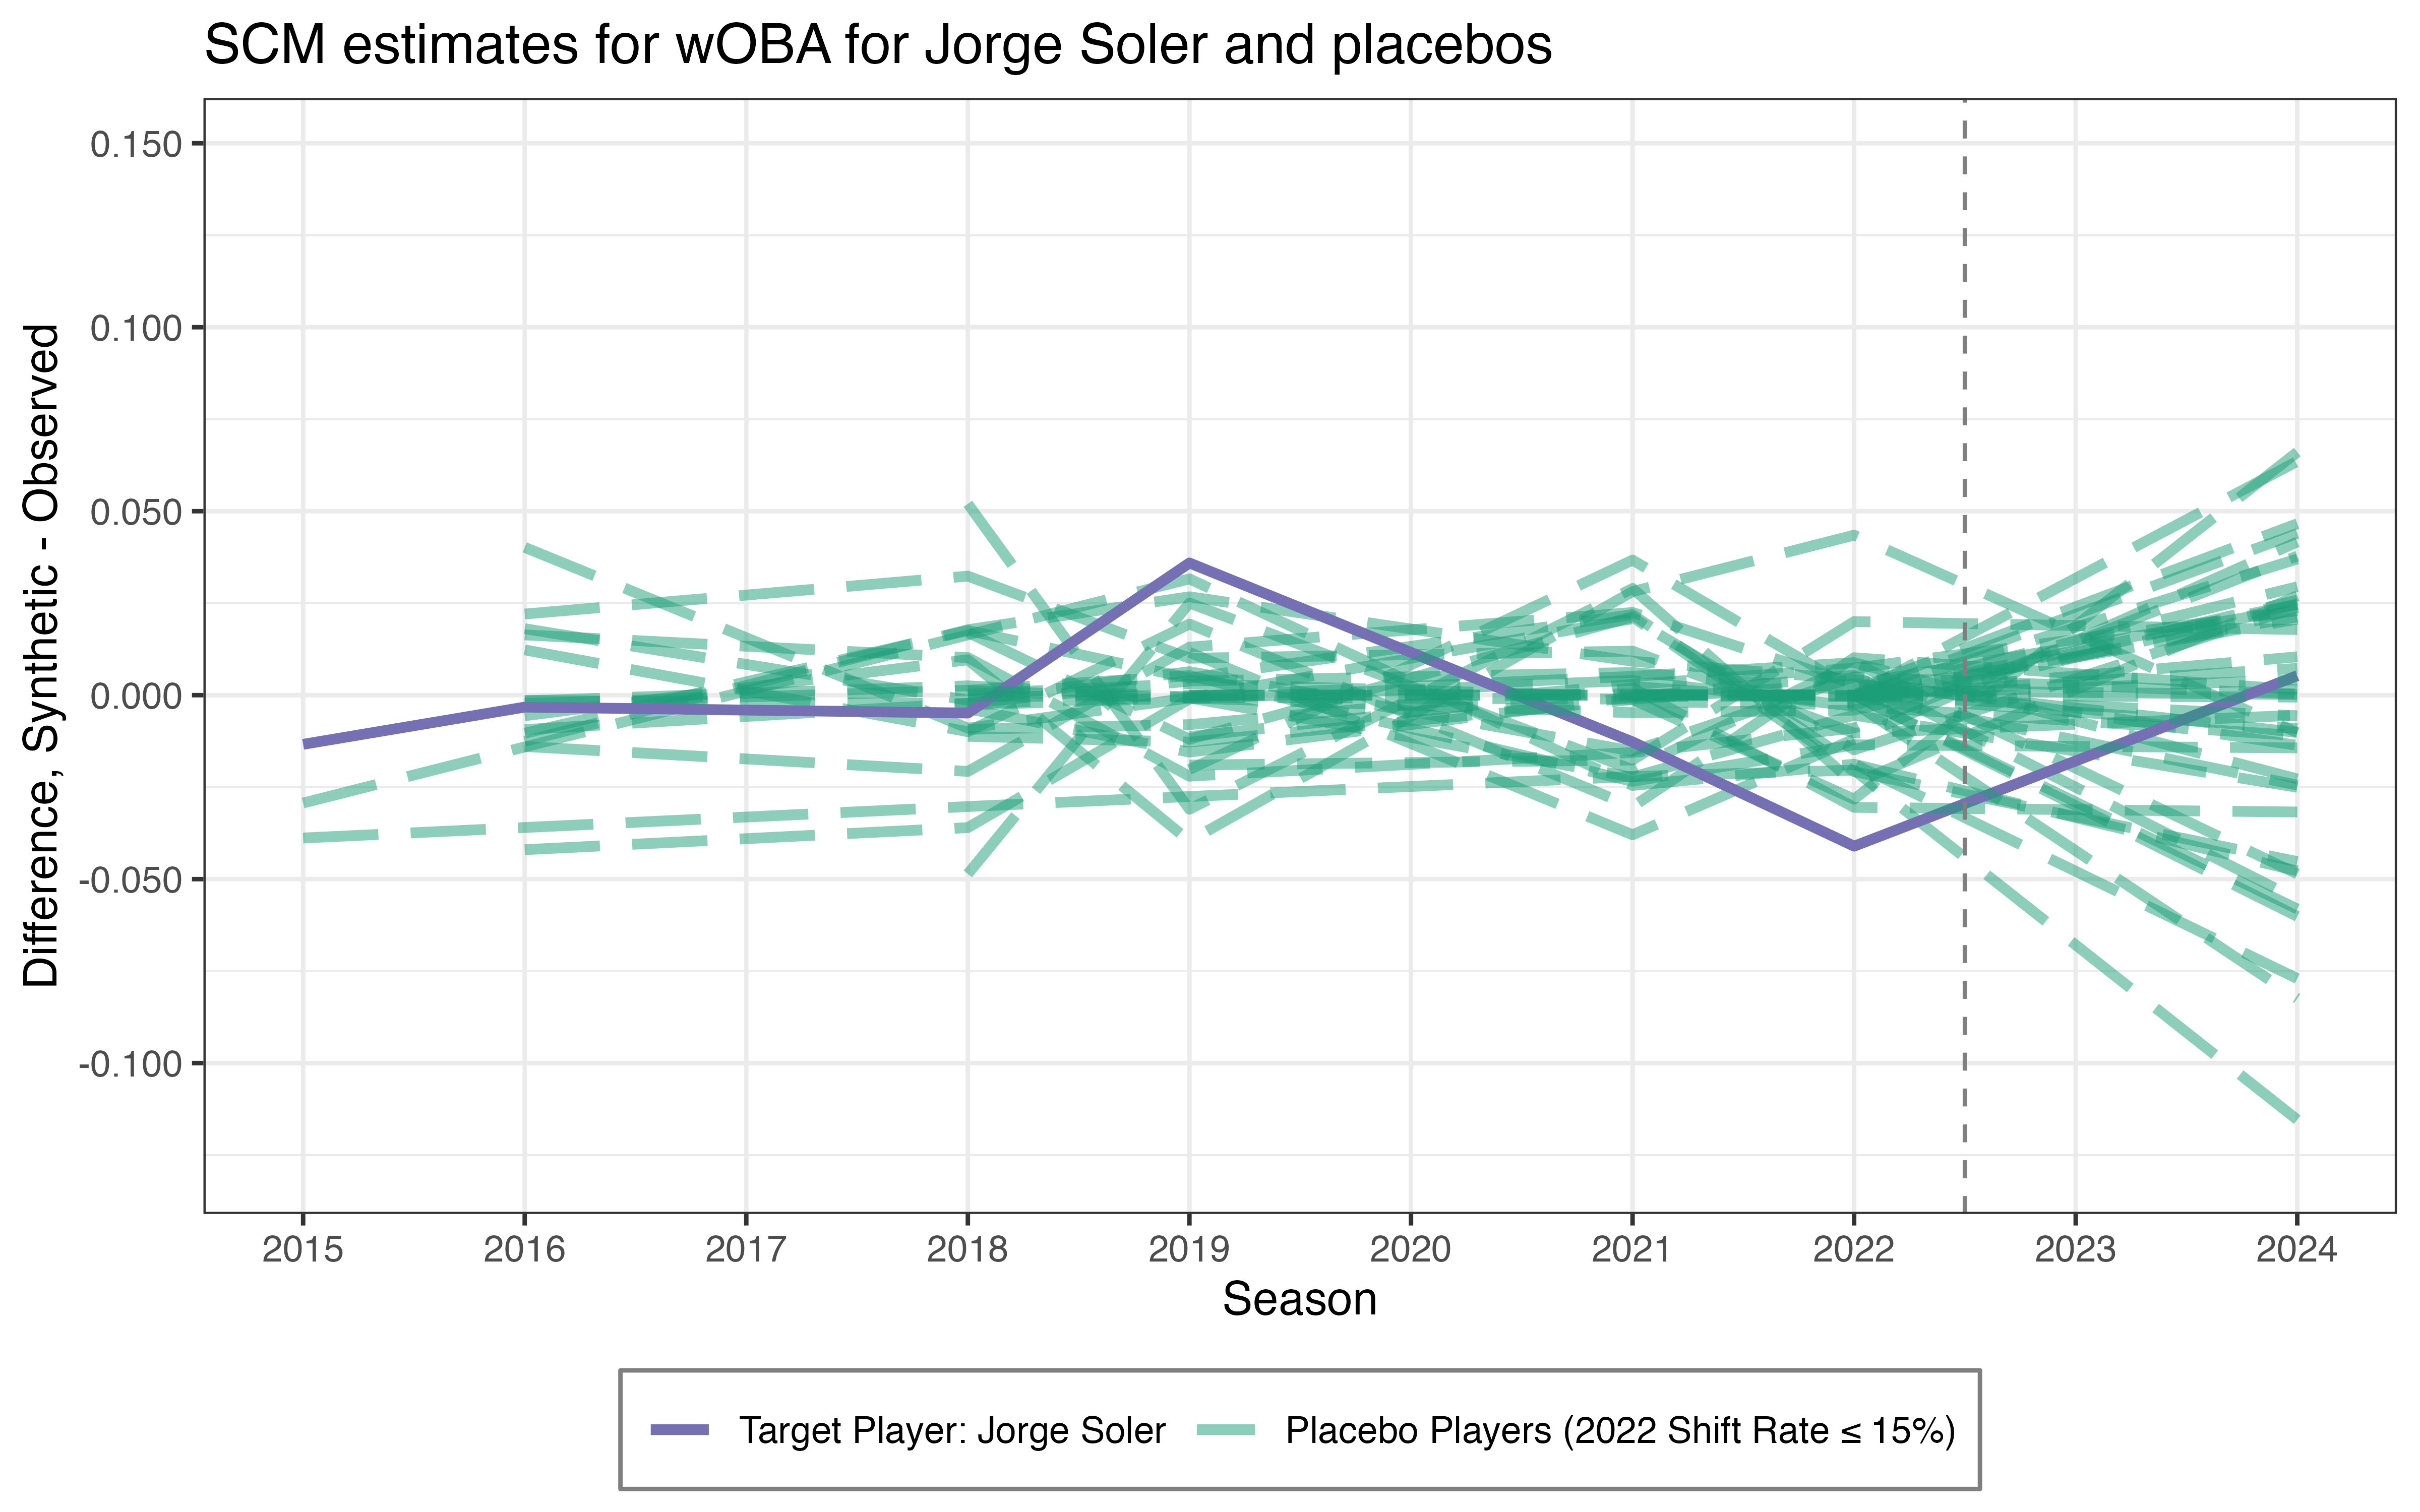 SCM estimates for wOBA for Jorge Soler and placebos
Difference, Synthetic - Observed
0.150
0.100
0.050
0.000
-0.050
-0.100
2015 2016 2017 2018 2019 2020 2021 2022 2023 2024
Season
Target Player: Jorge Soler Placebo Players (2022 Shift Rate ≤ 15%)